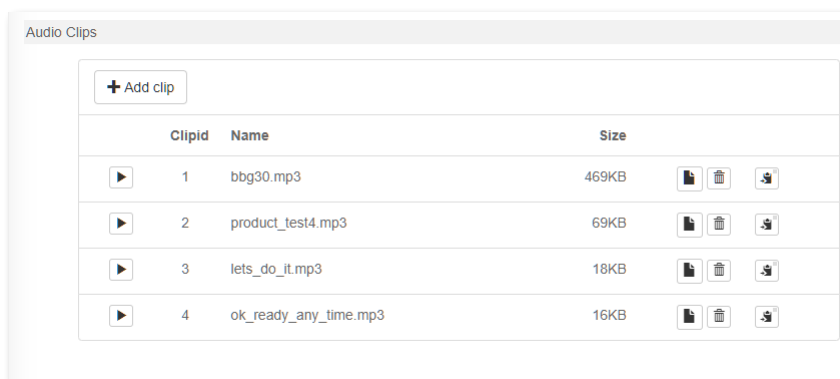 Audio Clips
Add clip
Clipid Name Size
1 bbg30.mp3 469KB
2 product_test4.mp3 69KB
3 lets_do_it.mp3 18KB
4 ok_ready_any_time.mp3 16KB